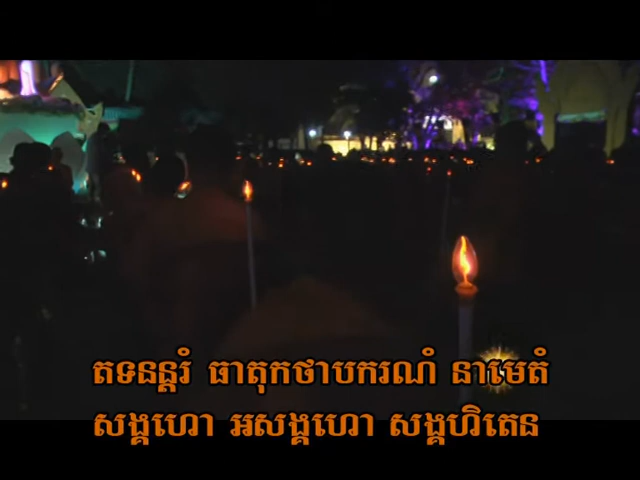 តទនន្តរំ ធាតុកថាបករណំ នាមេតំ
សង្គហោ អសង្គហោ សង្គហិតេន